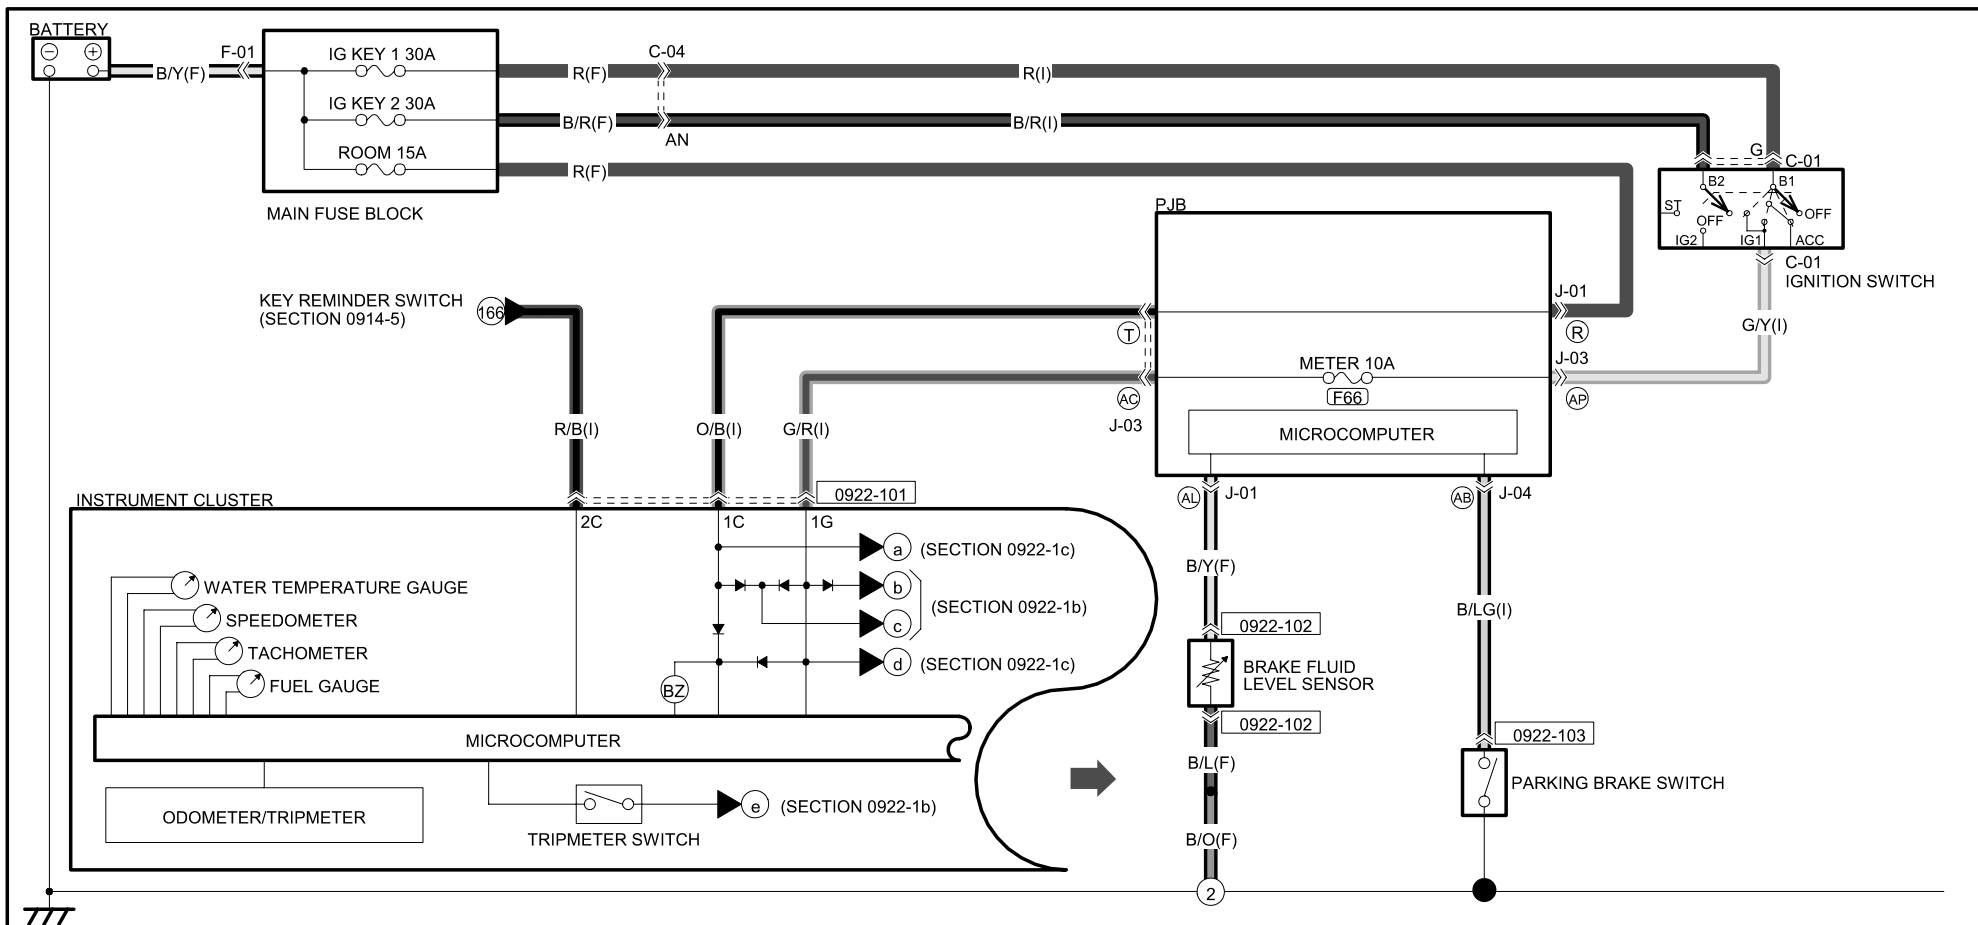 BATTERY
F-01
B/Y(F)
IG KEY 1 30A
IG KEY 2 30A
ROOM 15A
MAIN FUSE BLOCK
R(F)
C-04
R(I)
B/R(F)
AN
B/R(I)
R(F)
G
C-01
B2
B1
ST
OFF
OFF
IG2
IG1
ACC
C-01
IGNITION SWITCH
G/Y(I)
PJB
J-01
R
J-03
AP
METER 10A
F66
MICROCOMPUTER
T
AC
J-03
KEY REMINDER SWITCH
(SECTION 0914-5)
166
R/B(I)
O/B(I)
G/R(I)
0922-101
INSTRUMENT CLUSTER
2C
1C
1G
a (SECTION 0922-1c)
b
(SECTION 0922-1b)
c
d (SECTION 0922-1c)
BZ
WATER TEMPERATURE GAUGE
SPEEDOMETER
TACHOMETER
FUEL GAUGE
MICROCOMPUTER
ODOMETER/TRIPMETER
TRIPMETER SWITCH
e (SECTION 0922-1b)
AL
J-01
AB
J-04
B/Y(F)
B/LG(I)
0922-102
BRAKE FLUID
LEVEL SENSOR
0922-102
0922-103
B/L(F)
PARKING BRAKE SWITCH
B/O(F)
2